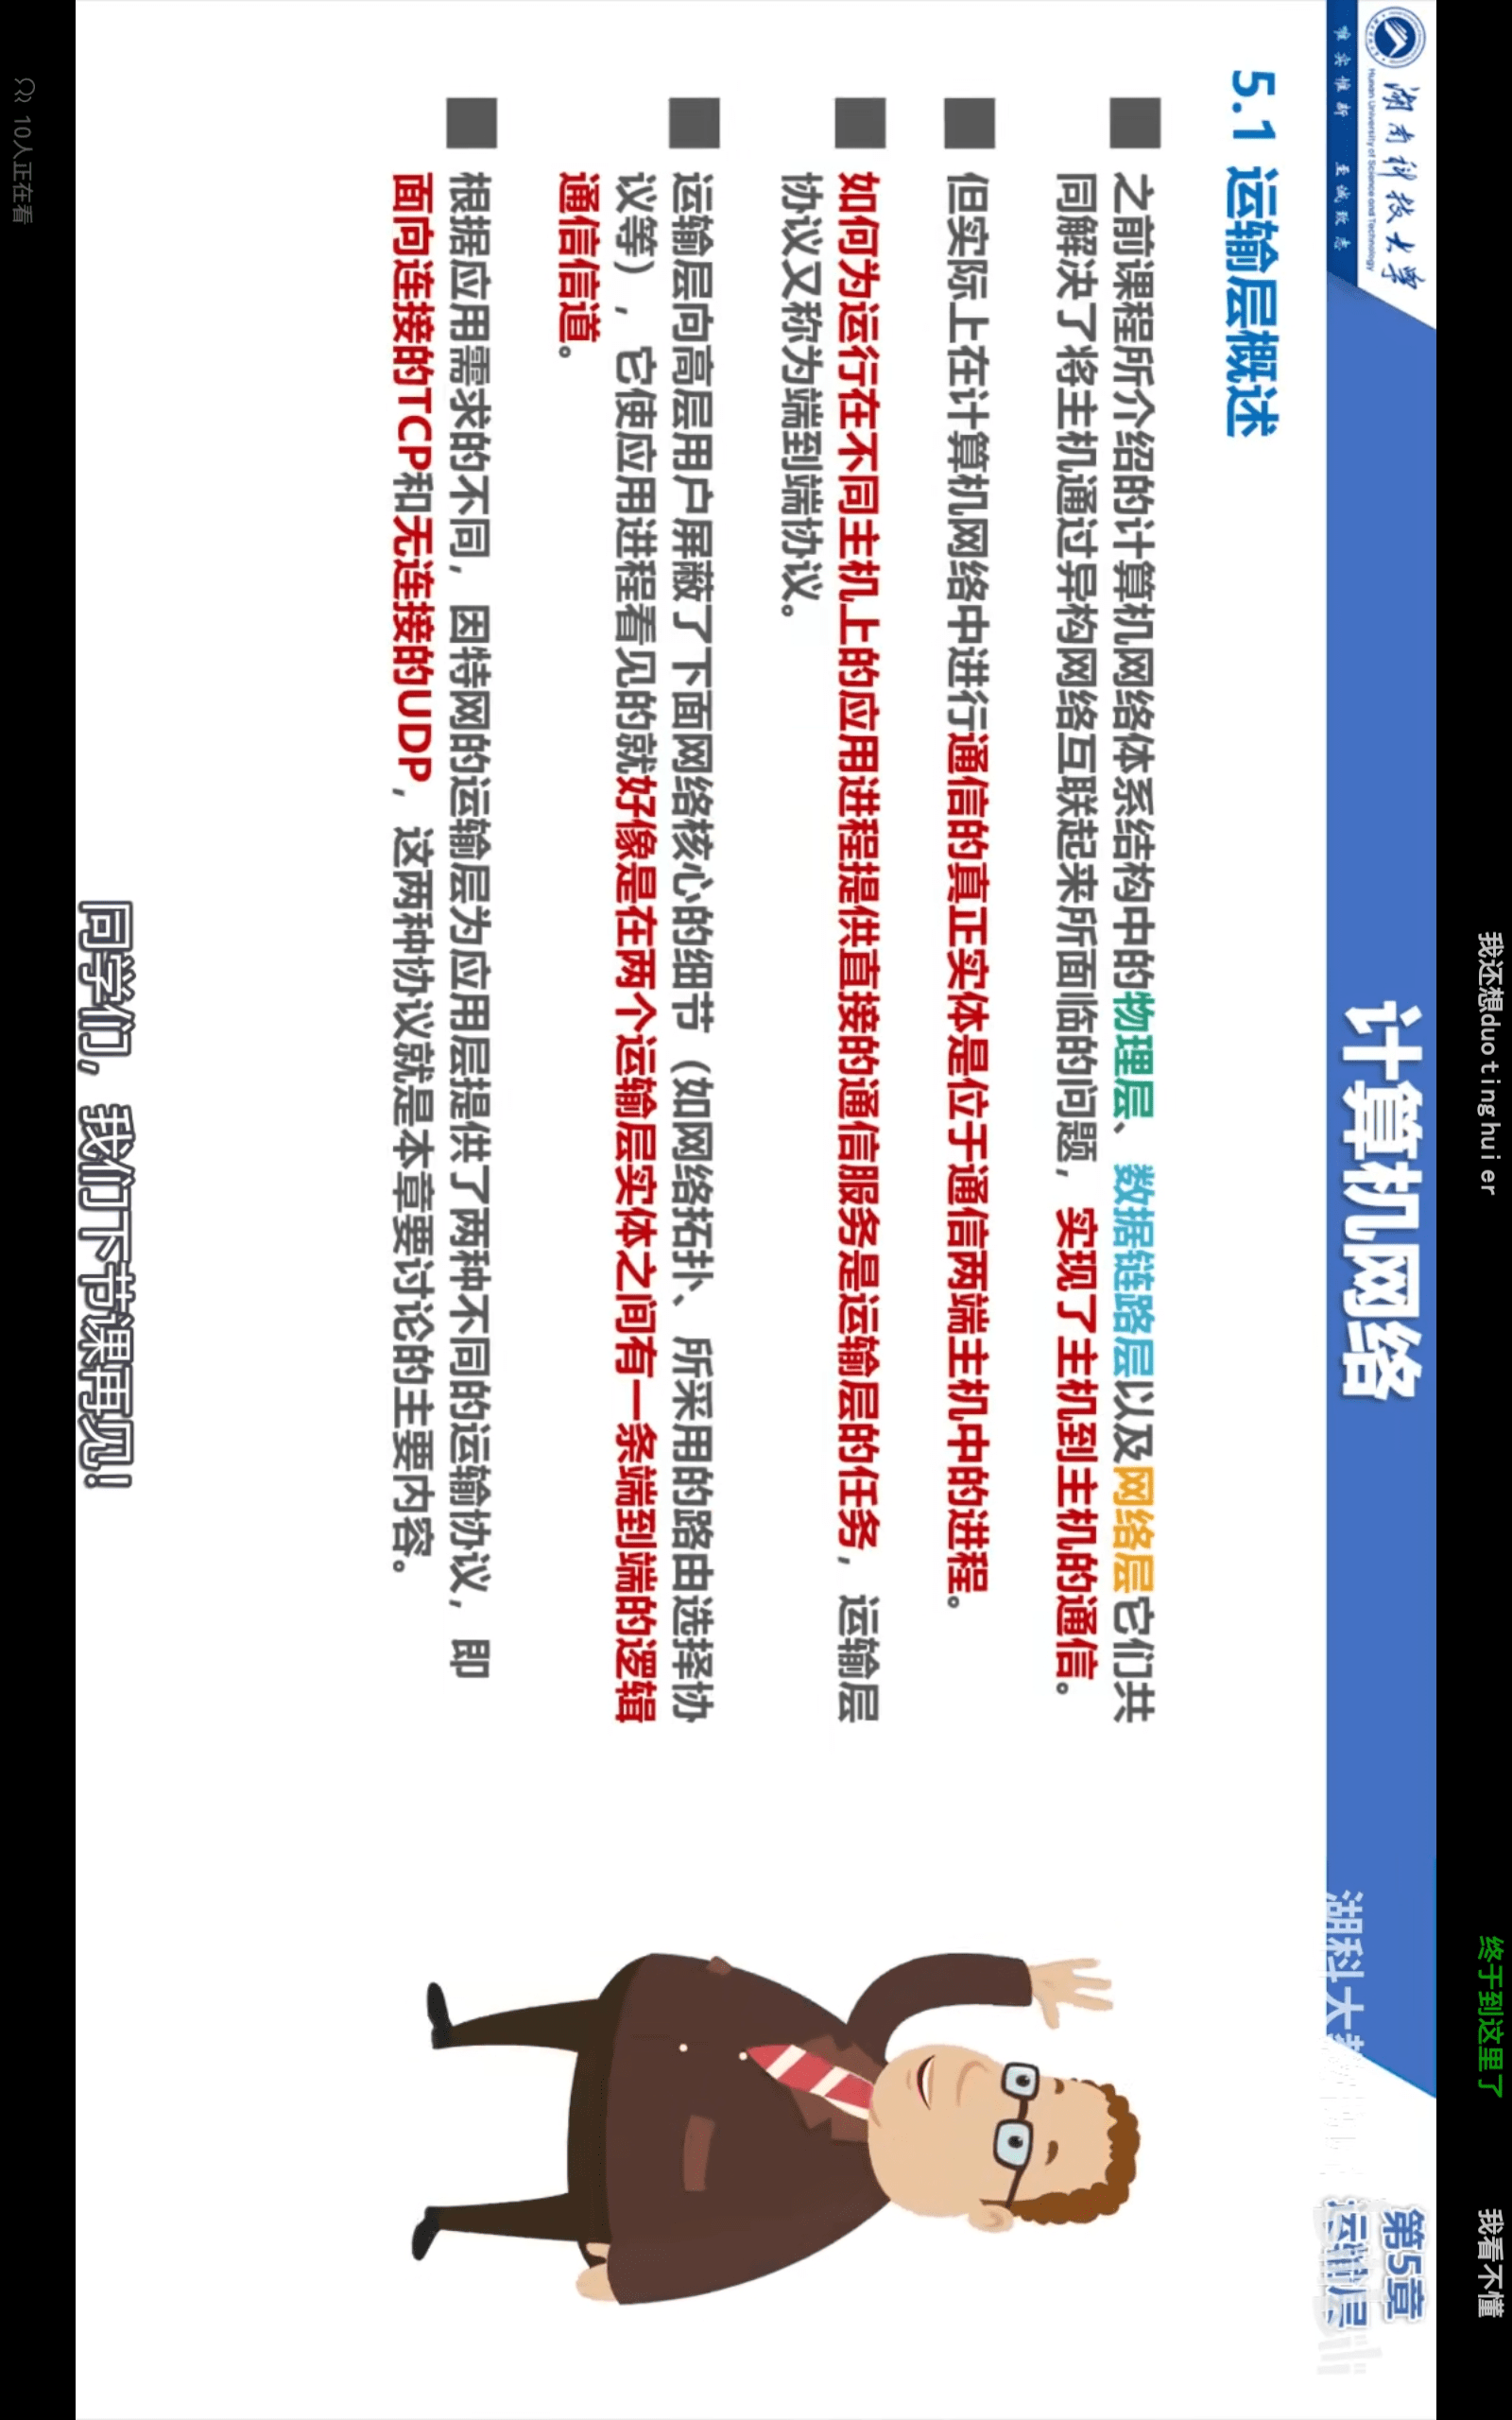 我还想duo ting hui er
终于到这里了
我看不懂
湖南科技大学
Hunan University of Science and Technology
唯实惟新 至诚致志
计算机网络
湖科大教
第5章
运输层
5.1 运输层概述
之前课程所介绍的计算机网络体系结构中的物理层、数据链路层以及网络层它们共
同解决了将主机通过异构网络互联起来所面临的问题，实现了主机到主机的通信。
但实际上在计算机网络中进行通信的真正实体是位于通信两端主机中的进程。
如何为运行在不同主机上的应用进程提供直接的通信服务是运输层的任务，运输层
协议又称为端到端协议。
运输层向高层用户屏蔽了下面网络核心的细节（如网络拓扑、所采用的路由选择协
议等），它使应用进程看见的就好像是在两个运输层实体之间有一条端到端的逻辑
通信信道。
根据应用需求的不同，因特网的运输层为应用层提供了两种不同的运输协议，即
面向连接的TCP和无连接的UDP，这两种协议就是本章要讨论的主要内容。
同学们，我们下节课再见!
10人正在看